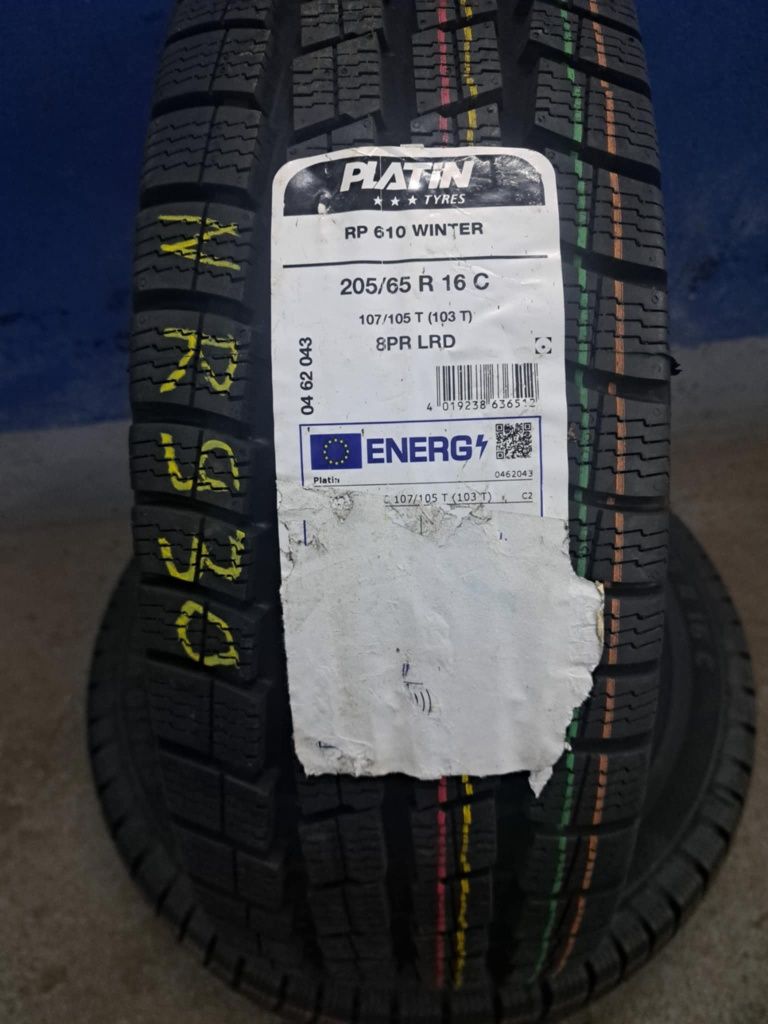 PLATIN
TYRES
RP 610 WINTER
205/65 R 16 C
107/105 T (103 T)
8PR LRD
04 62 043
4 019238 636512
ENERG
0462043
Platin
C 107/105 T (103 T) C2